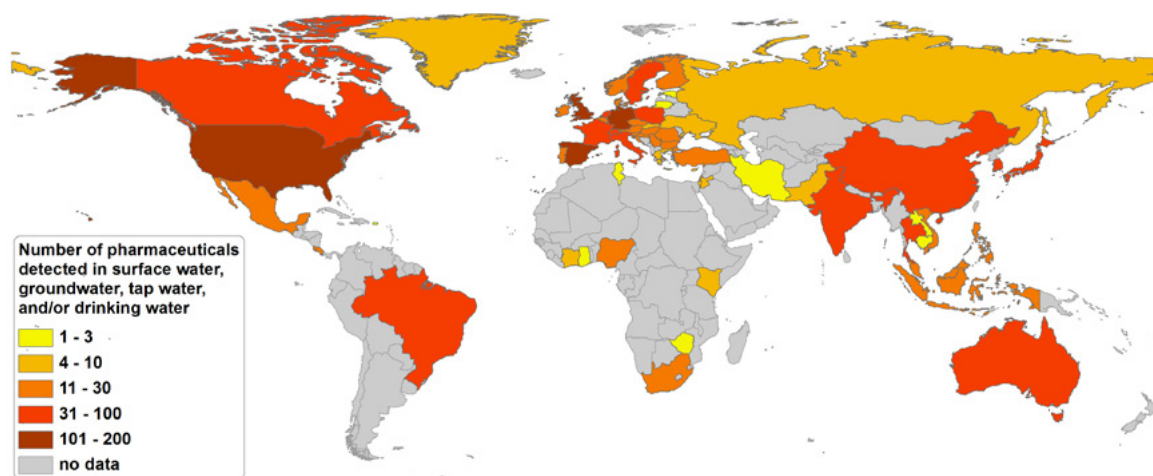 Number of pharmaceuticals
detected in surface water,
groundwater, tap water,
and/or drinking water
1 - 3
4 - 10
11 - 30
31 - 100
101 - 200
no data